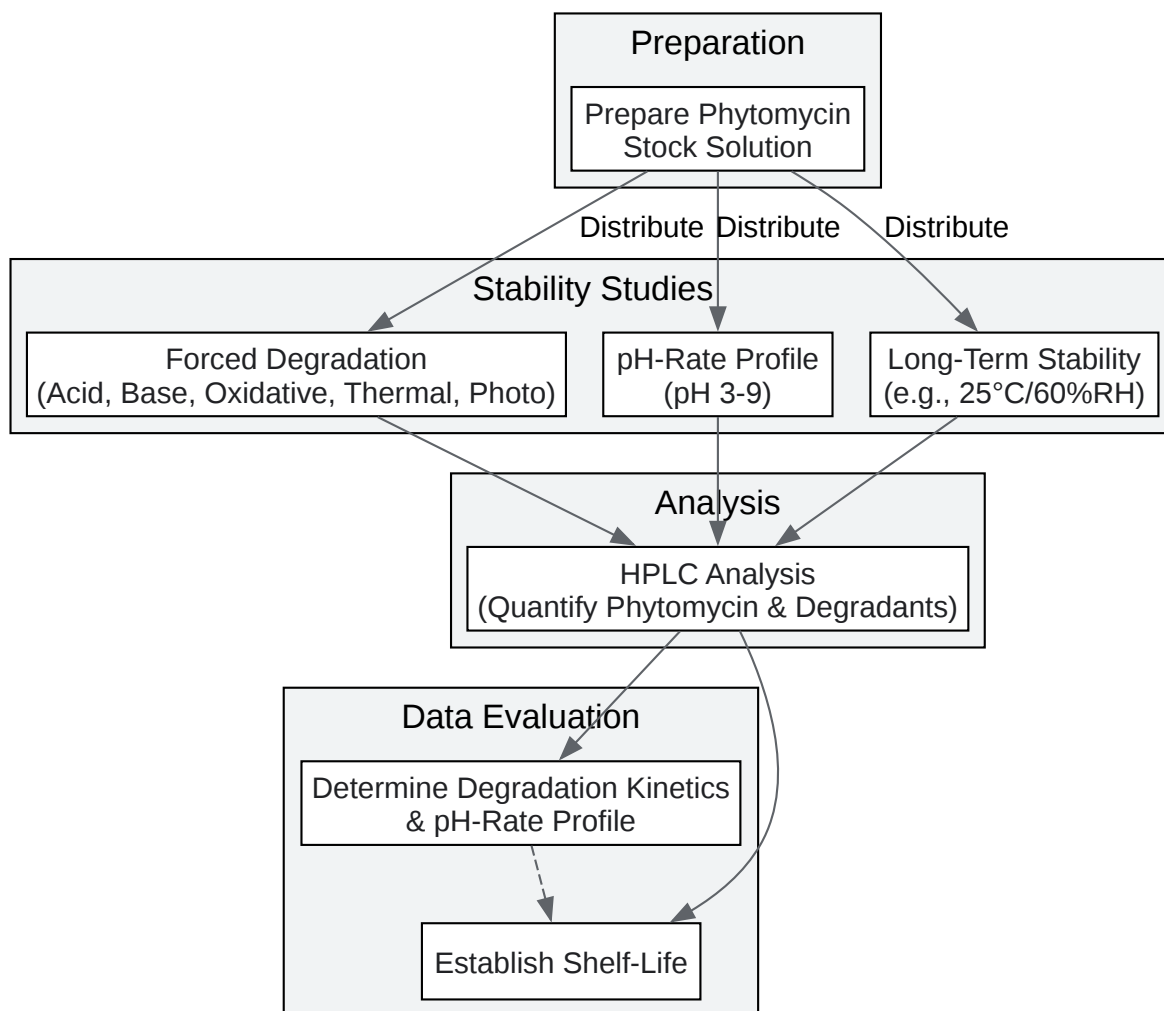 Preparation
Prepare Phytomycin
Stock Solution
Distribute
Distribute
Distribute
Stability Studies
Forced Degradation
(Acid, Base, Oxidative, Thermal, Photo)
pH-Rate Profile
(pH 3-9)
Long-Term Stability
(e.g., 25°C/60%RH)
Analysis
HPLC Analysis
(Quantify Phytomycin & Degradants)
Data Evaluation
Determine Degradation Kinetics
& pH-Rate Profile
Establish Shelf-Life